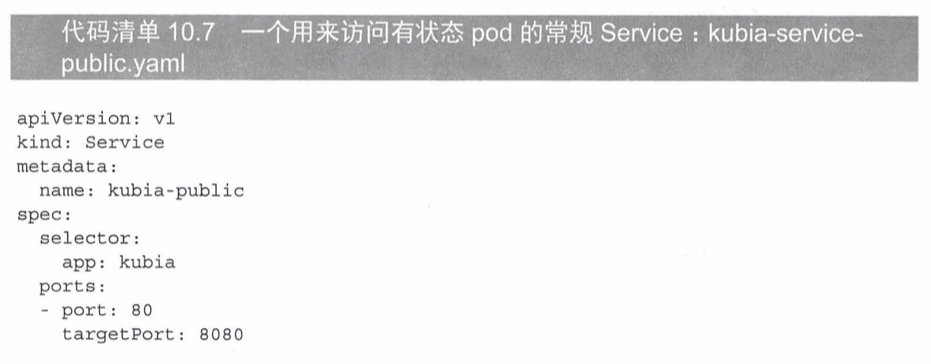 代码清单 10.7 一个用来访问有状态 pod 的常规 Service：kubia-service-
public.yaml
apiVersion: v1
kind: Service
metadata:
  name: kubia-public
spec:
  selector:
    app: kubia
  ports:
  - port: 80
    targetPort: 8080